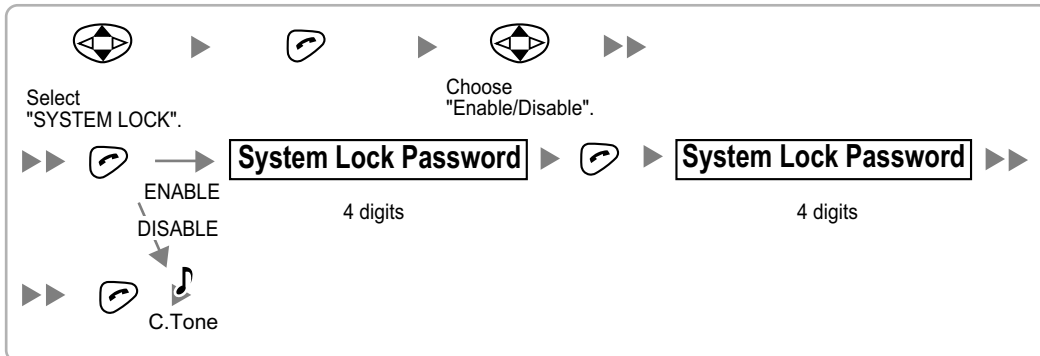 Select
"SYSTEM LOCK".
Choose
"Enable/Disable".
System Lock Password
System Lock Password
ENABLE
4 digits
4 digits
DISABLE
C.Tone